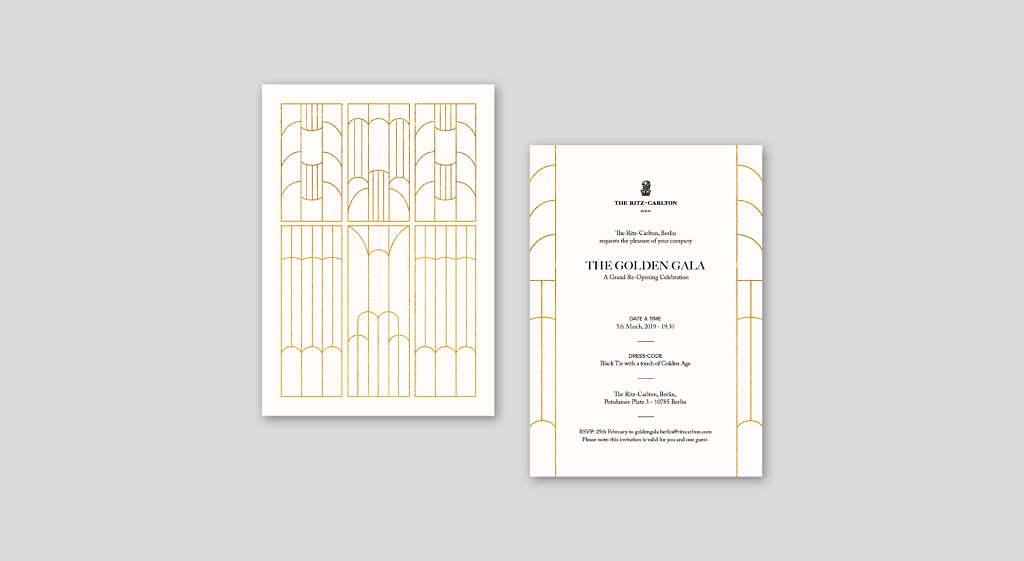 THE RITZ-CARLTON
BERLIN
The Ritz-Carlton, Berlin
requests the pleasure of your company
THE GOLDEN GALA
A Grand Re-Opening Celebration
DATE & TIME
5th March, 2019 - 19:30
DRESS-CODE
Black Tie with a touch of Golden Age
The Ritz-Carlton, Berlin,
Potsdamer Platz 3 - 10785 Berlin
RSVP: 25th February to goldengala.berlin@ritzcarlton.com
Please note: this invitation is valid for you and one guest.